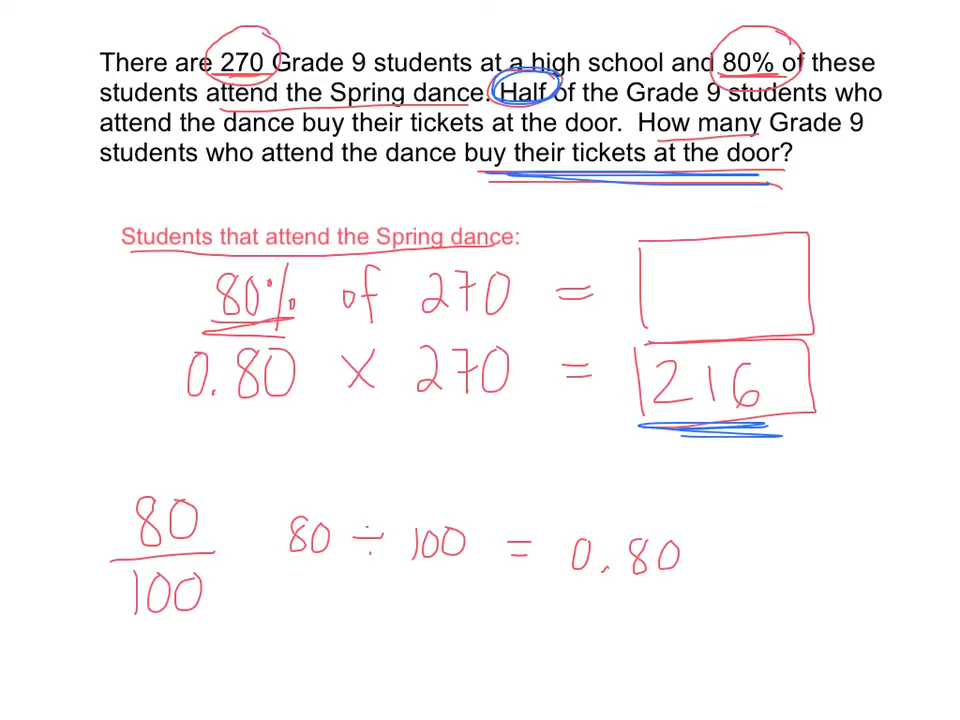 There are 270 Grade 9 students at a high school and 80% of these
students attend the Spring dance. Half of the Grade 9 students who
attend the dance buy their tickets at the door. How many Grade 9
students who attend the dance buy their tickets at the door?
Students that attend the Spring dance:
80% of 270 =
0.80 × 270 = 216
80
100
80 ÷ 100 = 0.80